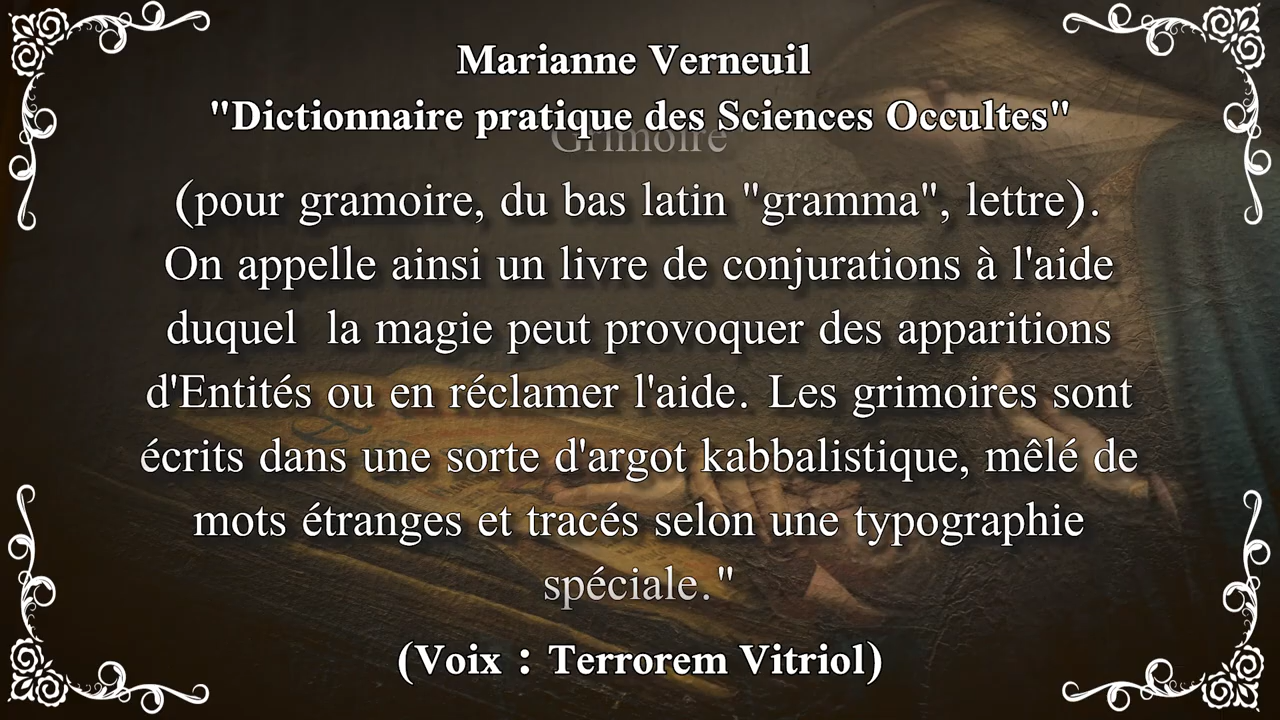 Marianne Verneuil
"Dictionnaire pratique des Sciences Occultes"
Grimoire
(pour gramoire, du bas latin "gramma", lettre).
On appelle ainsi un livre de conjurations à l'aide
duquel  la magie peut provoquer des apparitions
d'Entités ou en réclamer l'aide. Les grimoires sont
écrits dans une sorte d'argot kabbalistique, mêlé de
mots étranges et tracés selon une typographie
spéciale."
(Voix : Terrorem Vitriol)